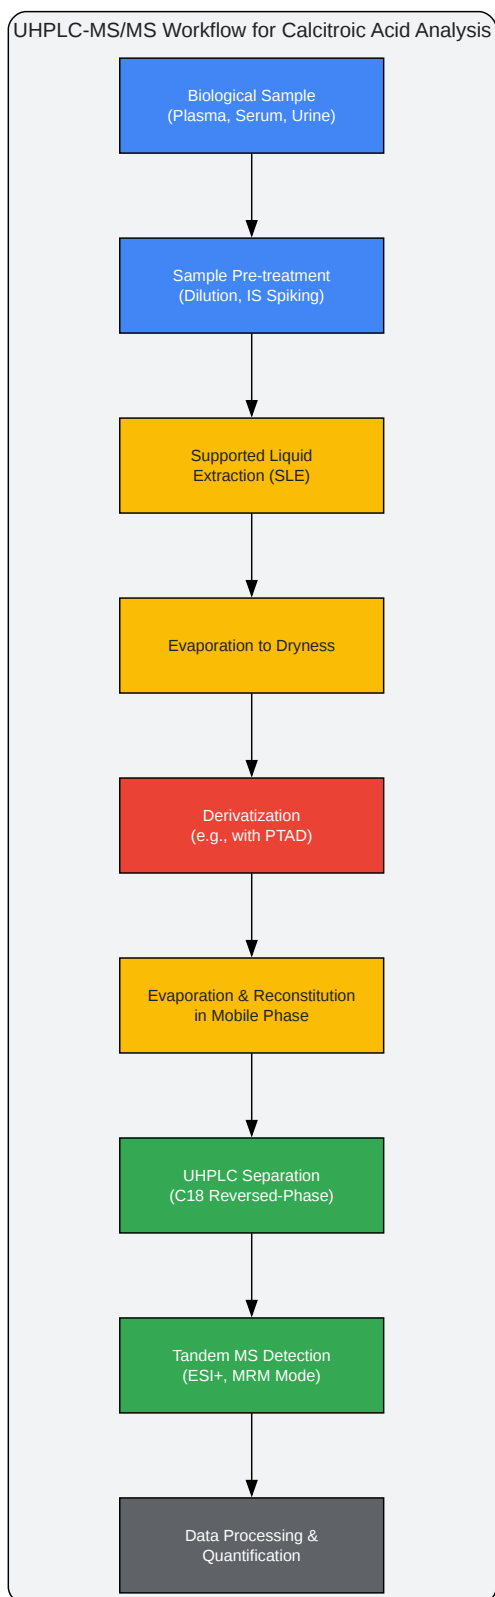 UHPLC-MS/MS Workflow for Calcitroic Acid Analysis
Biological Sample
(Plasma, Serum, Urine)
Sample Pre-treatment
(Dilution, IS Spiking)
Supported Liquid
Extraction (SLE)
Evaporation to Dryness
Derivatization
(e.g., with PTAD)
Evaporation & Reconstitution
in Mobile Phase
UHPLC Separation
(C18 Reversed-Phase)
Tandem MS Detection
(ESI+, MRM Mode)
Data Processing &
Quantification